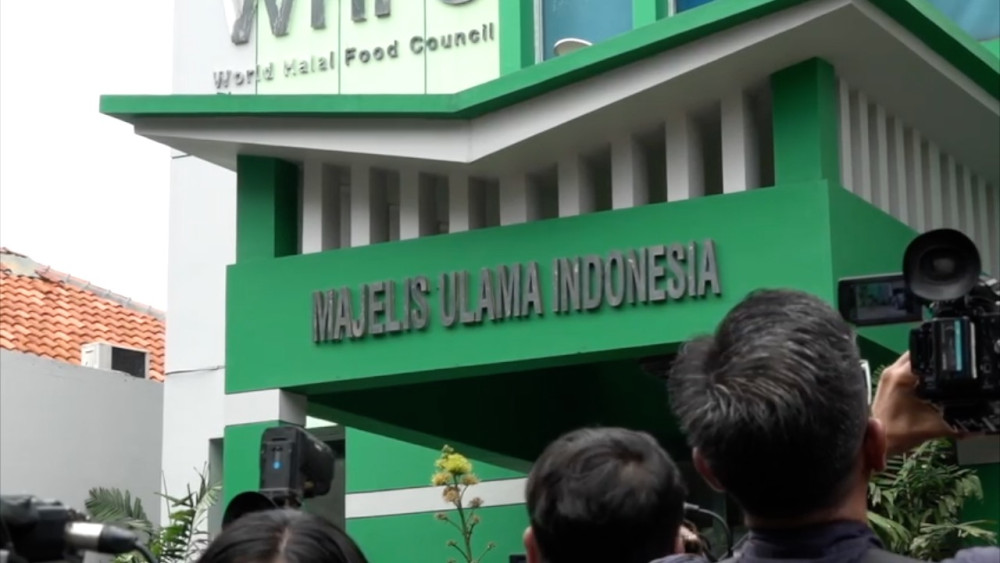 World Halal Food Council
MAJELIS ULAMA INDONESIA